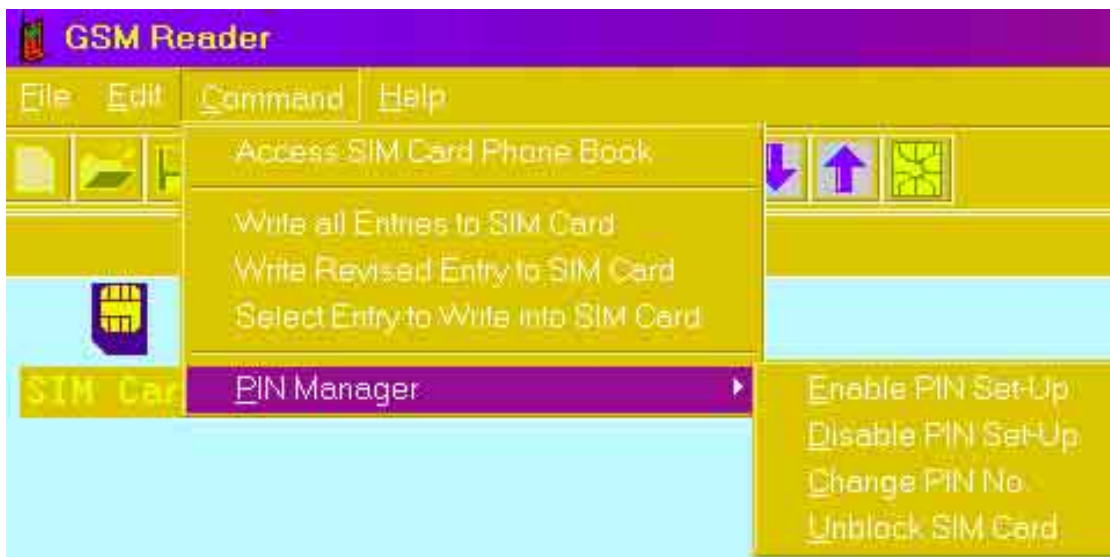 GSM Reader
File Edit Command Help
Access SIM Card Phone Book
Write all Entries to SIM Card
Write Revised Entry to SIM Card
Select Entry to Write into SIM Card
SIM Car
PIN Manager
Enable PIN Set-Up
Disable PIN Set-Up
Change PIN No.
Unblock SIM Card